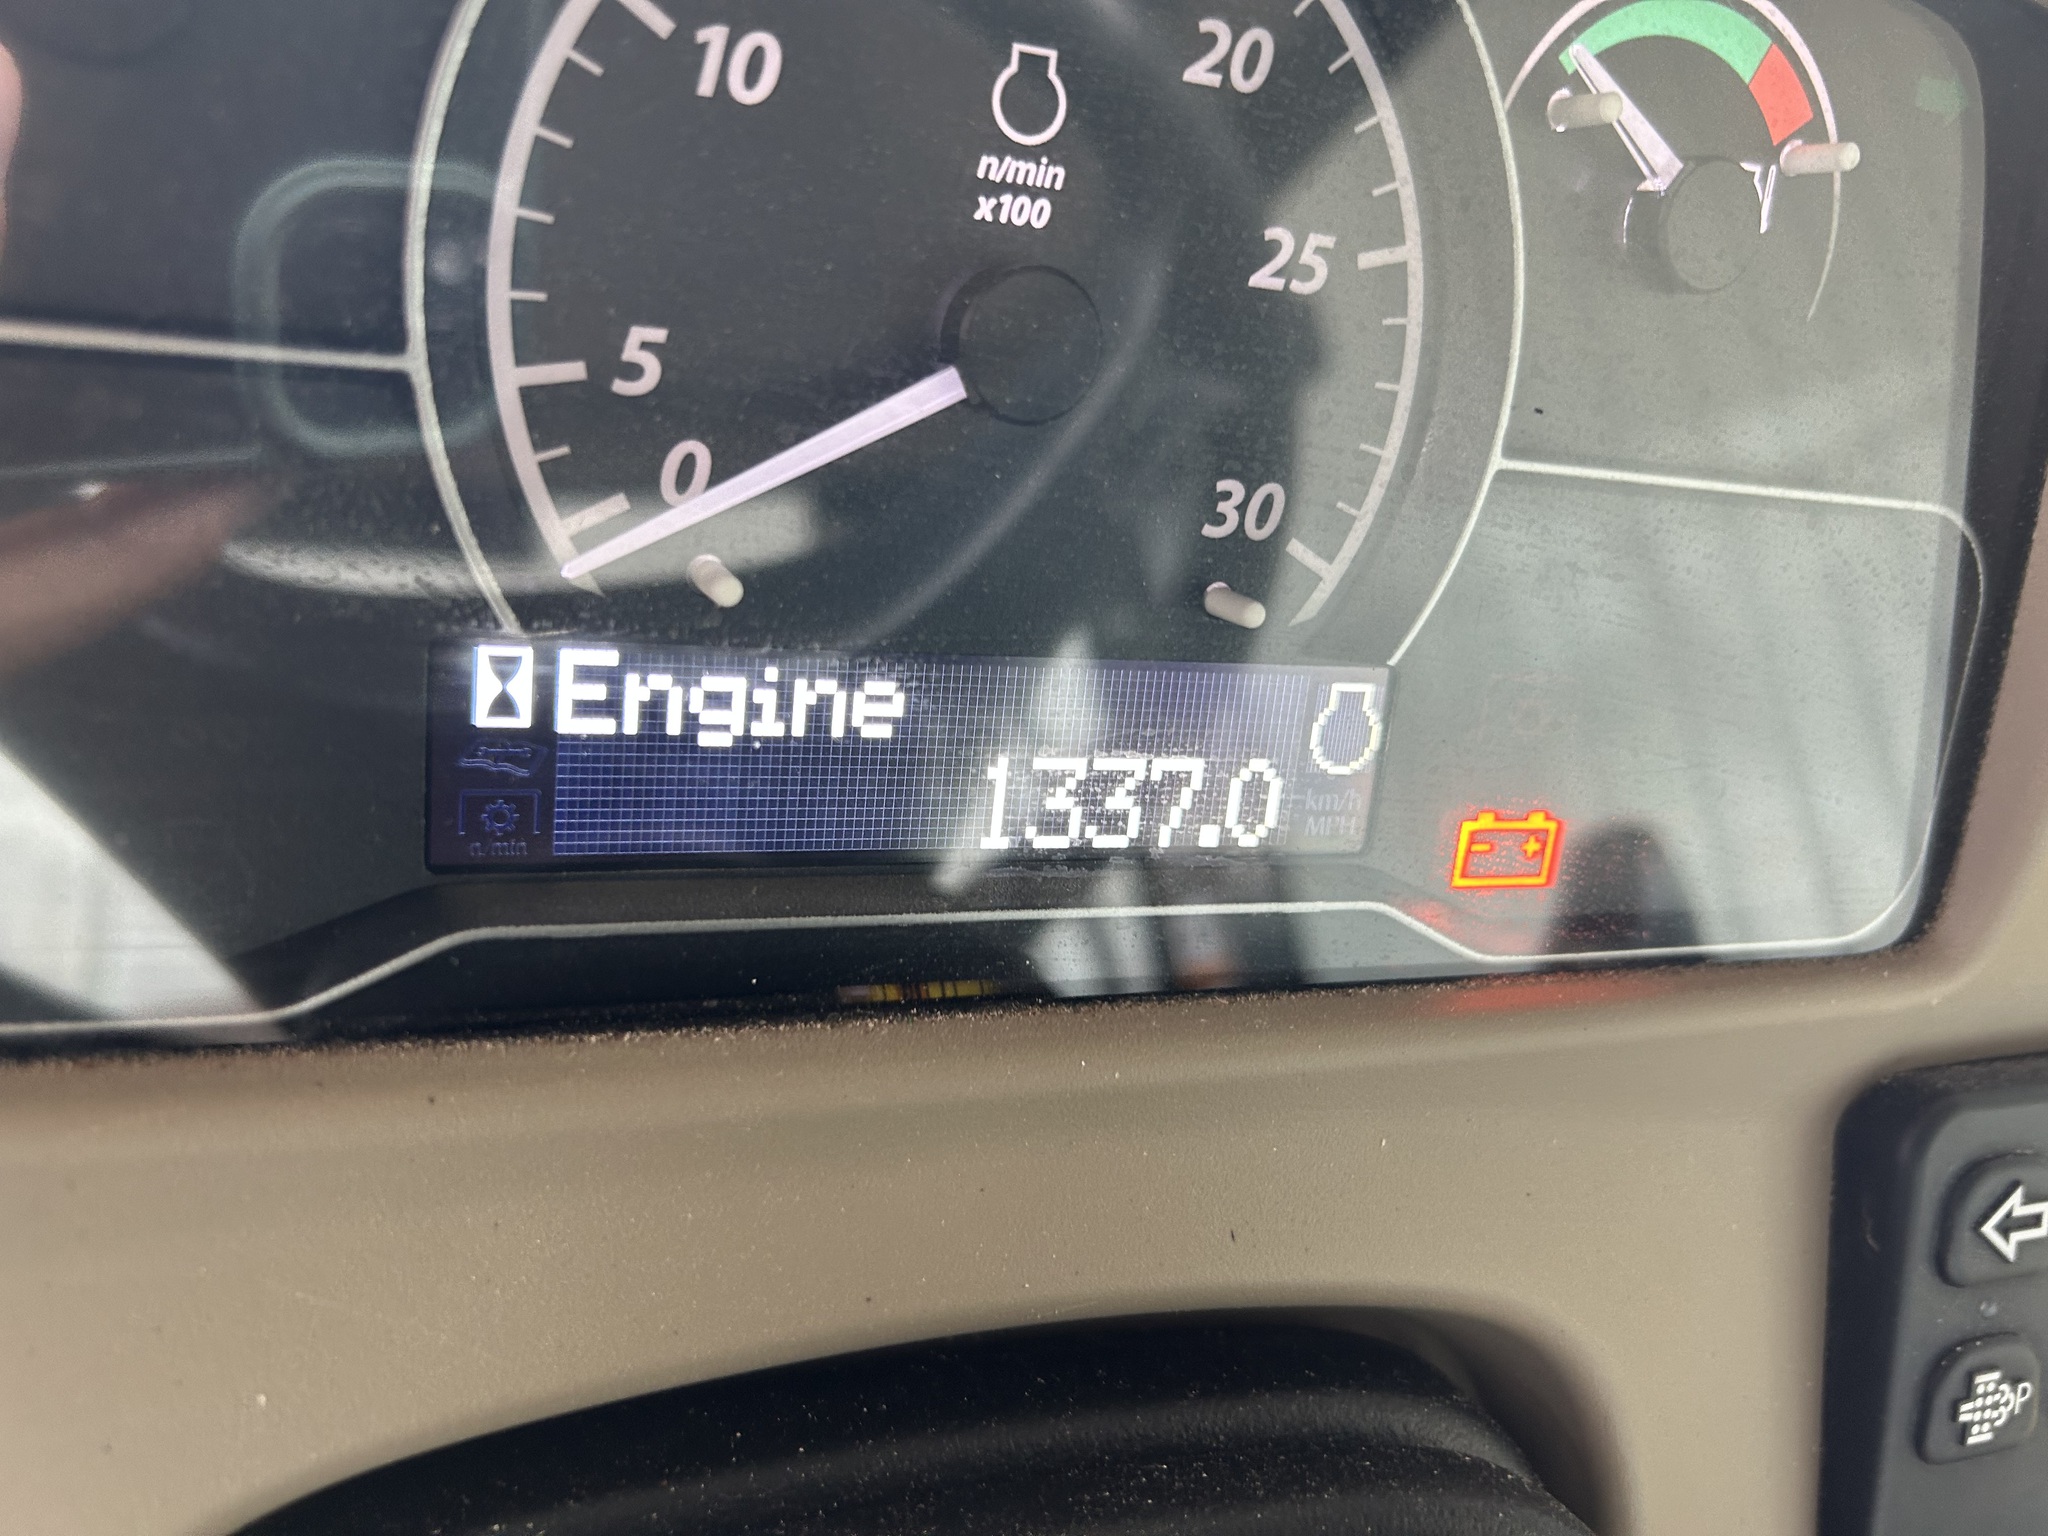 10
20
n/min
x100
25
5
0
30
Engine
1337.0
km/h
MPH
n/min
- +
P